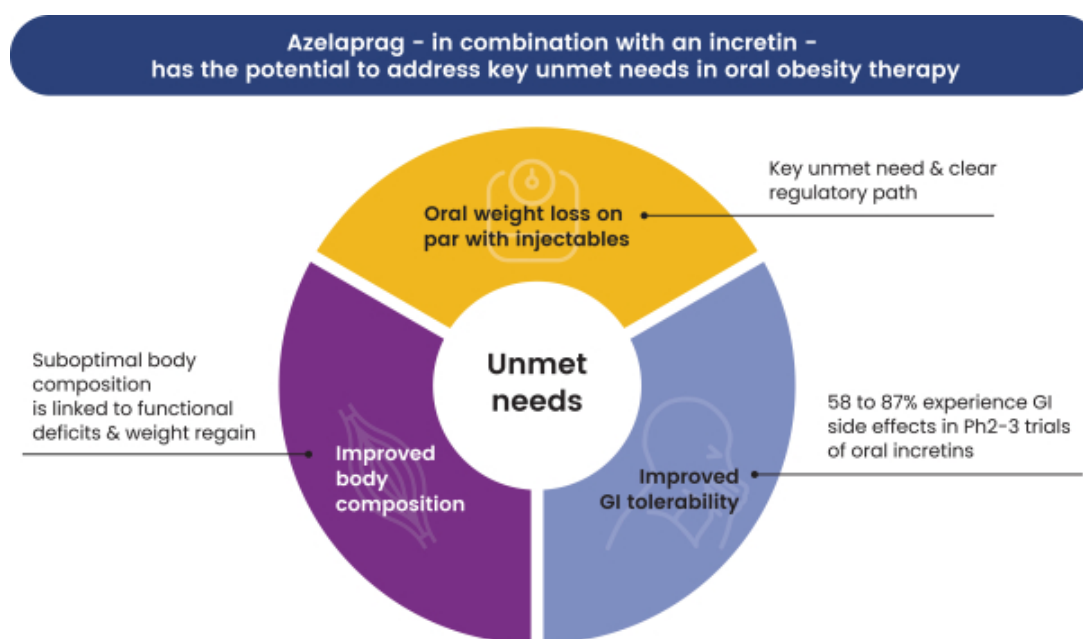 Azelaprag - in combination with an incretin -
has the potential to address key unmet needs in oral obesity therapy
Key unmet need & clear
regulatory path
Oral weight loss on
par with injectables
Unmet
needs
Suboptimal body
composition
is linked to functional
deficits & weight regain
Improved
body
composition
58 to 87% experience GI
side effects in Ph2-3 trials
of oral incretins
Improved
GI tolerability